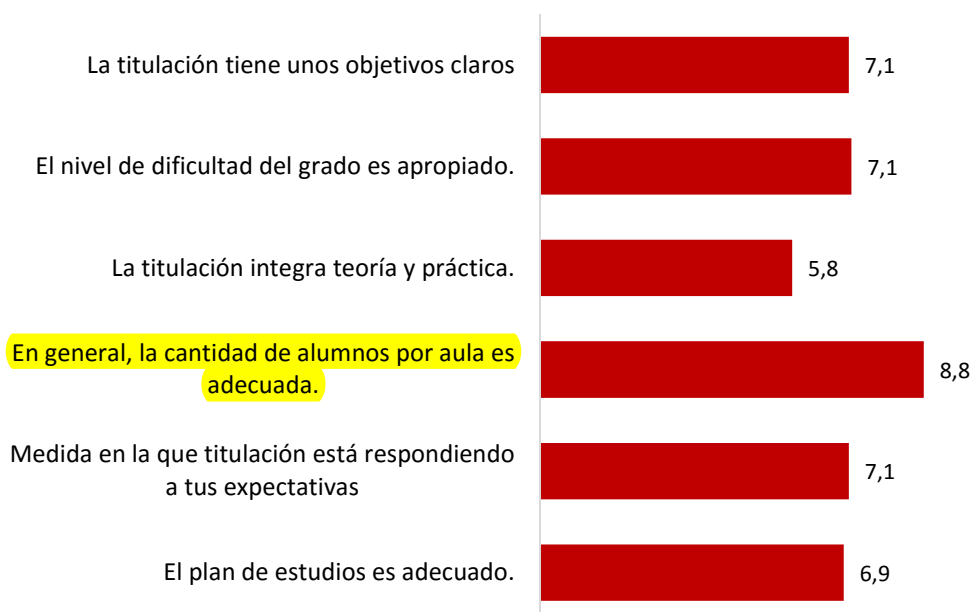 La titulación tiene unos objetivos claros
7,1
El nivel de dificultad del grado es apropiado.
7,1
La titulación integra teoría y práctica.
5,8
En general, la cantidad de alumnos por aula es
adecuada.
8,8
Medida en la que titulación está respondiendo
a tus expectativas
7,1
El plan de estudios es adecuado.
6,9